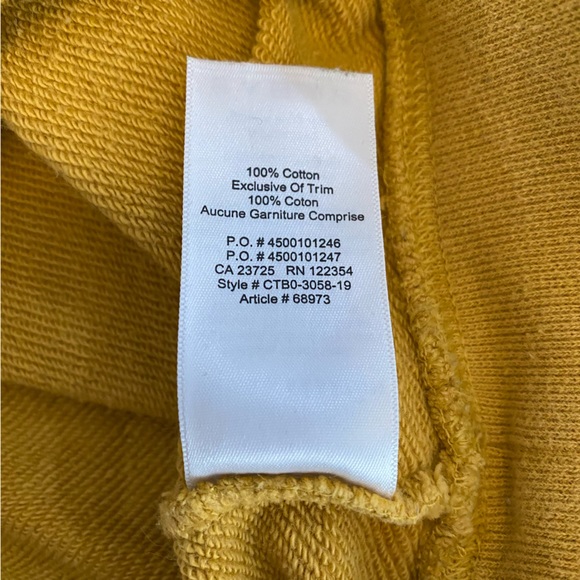 100% Cotton
Exclusive Of Trim
100% Coton
Aucune Garniture Comprise
P.O. # 4500101246
P.O. # 4500101247
CA 23725 RN 122354
Style # CTB0-3058-19
Article # 68973